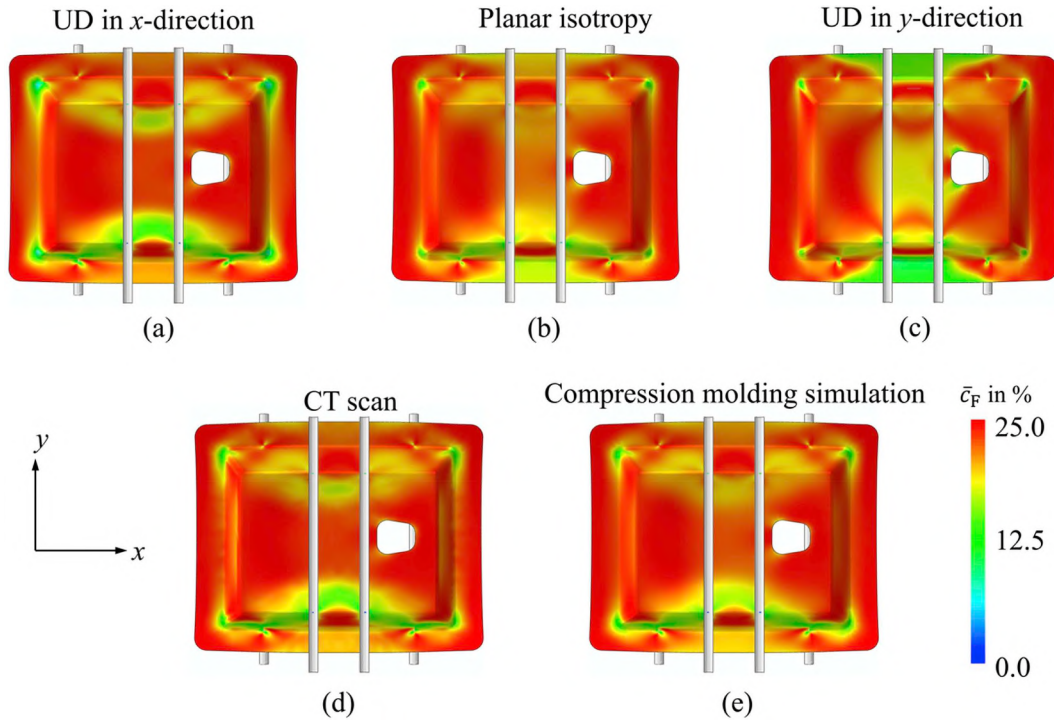 UD in x-direction
Planar isotropy
UD in y-direction
(a)
(b)
(c)
CT scan
Compression molding simulation
c̄F in %
25.0
12.5
0.0
y
x
(d)
(e)